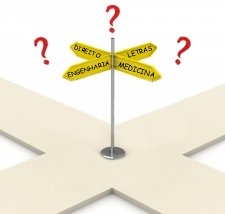 ?
?
?
DIREITO
LETRAS
ENGENHARIA
MEDICINA